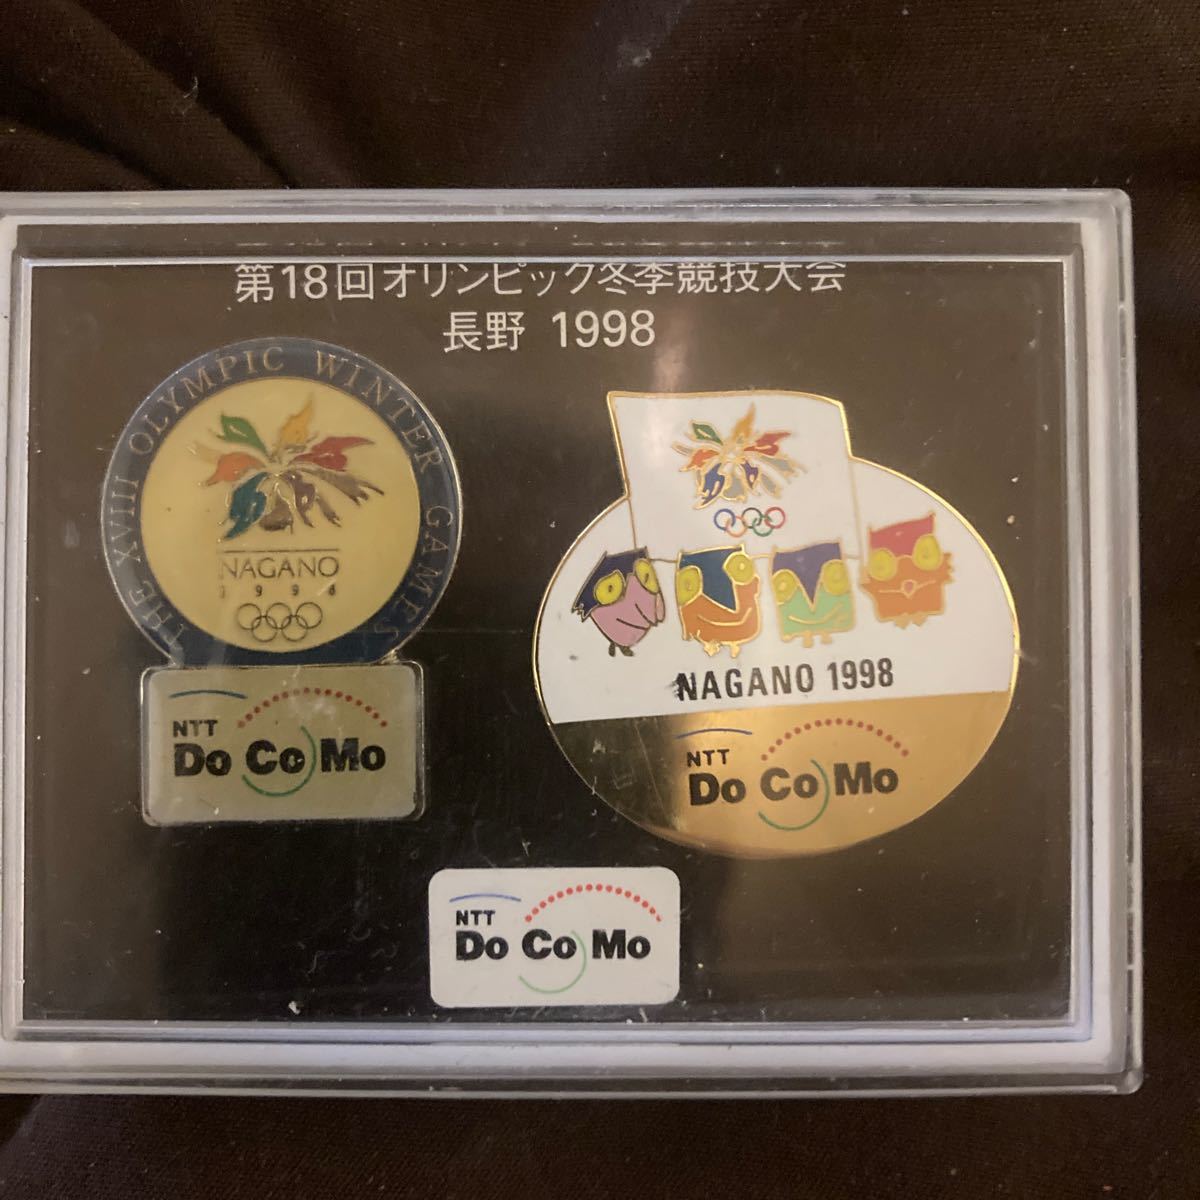 第18回オリンピック冬季競技大会
長野 1998
THE XVIII OLYMPIC WINTER GAMES
NAGANO
1998
NTT
Do Co Mo
NAGANO 1998
NTT
Do Co Mo
NTT
Do Co Mo